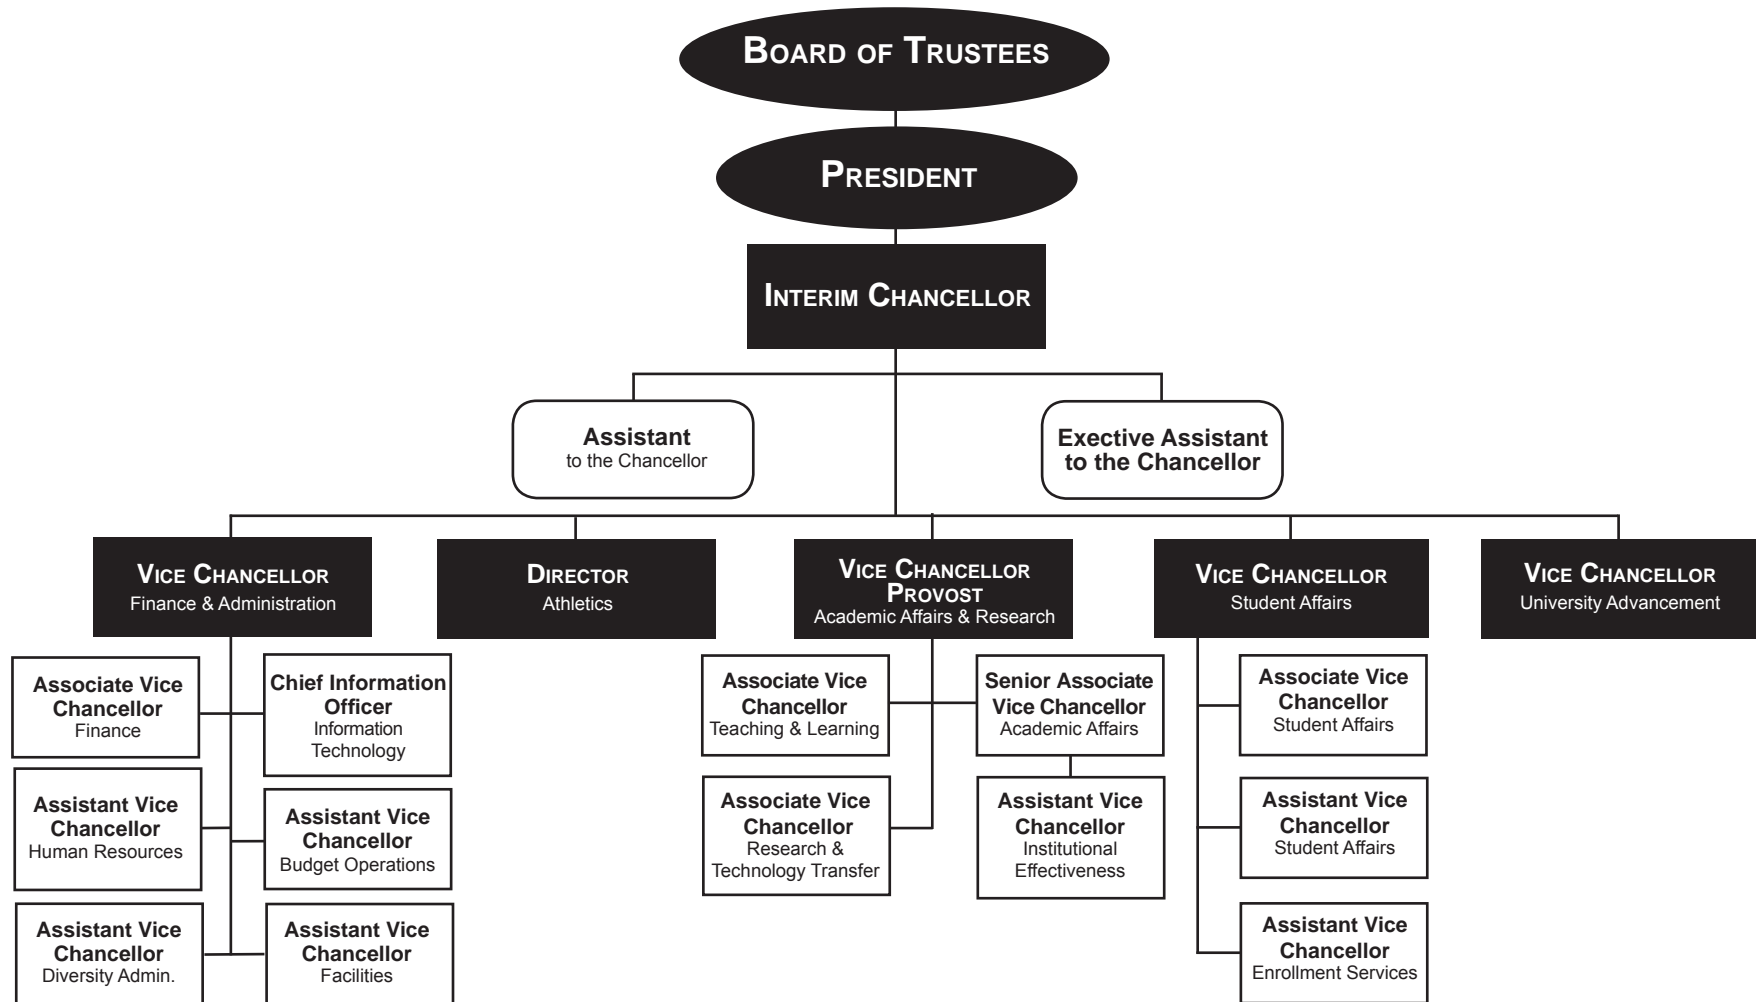 BOARD OF TRUSTEES
PRESIDENT
INTERIM CHANCELLOR
Assistant
to the Chancellor
Exective Assistant
to the Chancellor
VICE CHANCELLOR
Finance & Administration
DIRECTOR
Athletics
VICE CHANCELLOR
PROVOST
Academic Affairs & Research
VICE CHANCELLOR
Student Affairs
VICE CHANCELLOR
University Advancement
Associate Vice
Chancellor
Finance
Chief Information
Officer
Information
Technology
Assistant Vice
Chancellor
Human Resources
Assistant Vice
Chancellor
Budget Operations
Assistant Vice
Chancellor
Diversity Admin.
Assistant Vice
Chancellor
Facilities
Associate Vice
Chancellor
Teaching & Learning
Senior Associate
Vice Chancellor
Academic Affairs
Associate Vice
Chancellor
Research &
Technology Transfer
Assistant Vice
Chancellor
Institutional
Effectiveness
Associate Vice
Chancellor
Student Affairs
Assistant Vice
Chancellor
Student Affairs
Assistant Vice
Chancellor
Enrollment Services